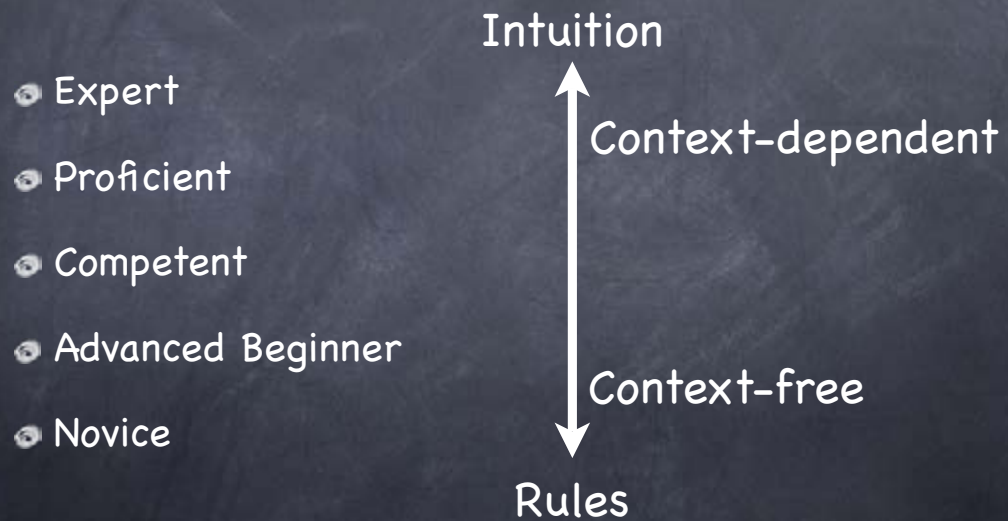 Intuition
Expert
Context-dependent
Proficient
Competent
Advanced Beginner
Context-free
Novice
Rules